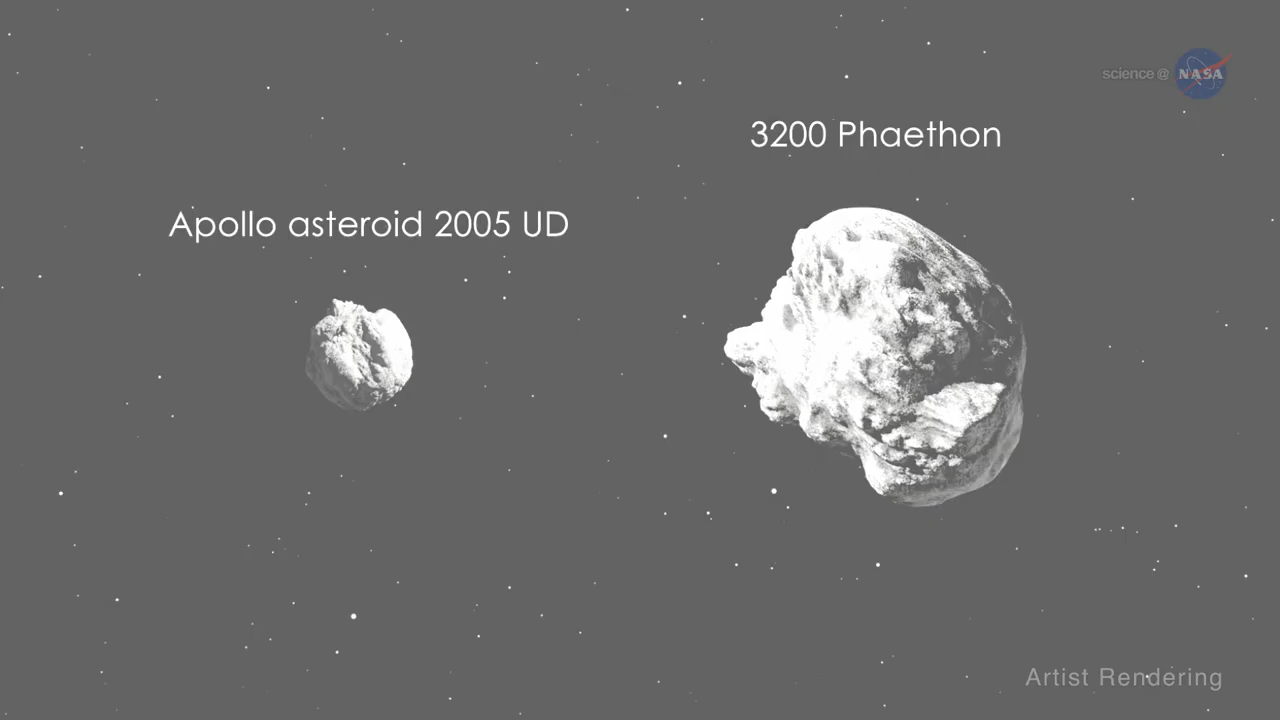 science@ NASA
3200 Phaethon
Apollo asteroid 2005 UD
Artist Rendering